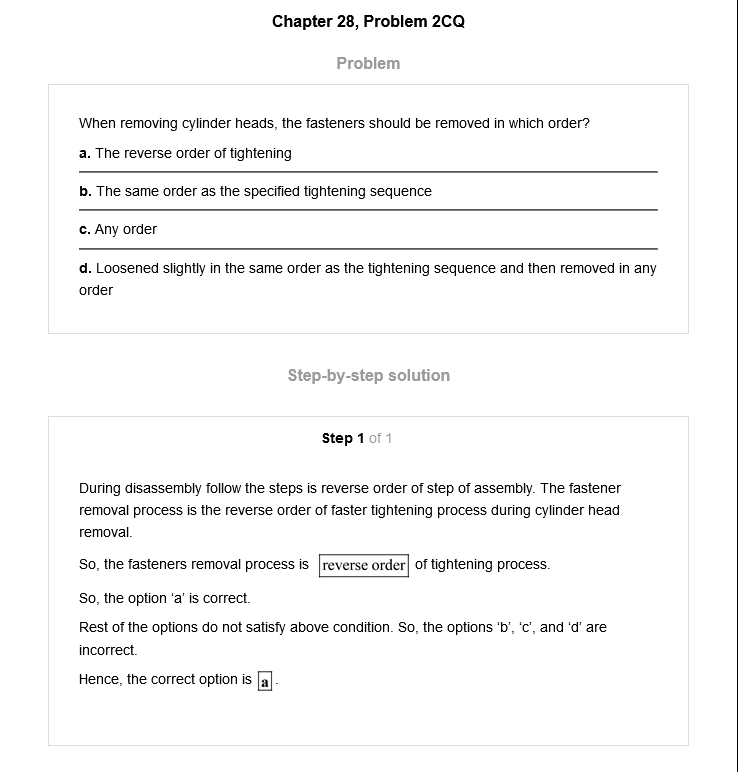 Chapter 28, Problem 2CQ
Problem
When removing cylinder heads, the fasteners should be removed in which order?
a. The reverse order of tightening
b. The same order as the specified tightening sequence
c. Any order
d. Loosened slightly in the same order as the tightening sequence and then removed in any
order
Step-by-step solution
Step 1 of 1
During disassembly follow the steps is reverse order of step of assembly. The fastener
removal process is the reverse order of faster tightening process during cylinder head
removal.
So, the fasteners removal process is reverse order of tightening process.
So, the option ‘a’ is correct.
Rest of the options do not satisfy above condition. So, the options ‘b’, ‘c’, and ‘d’ are
incorrect.
Hence, the correct option is a.